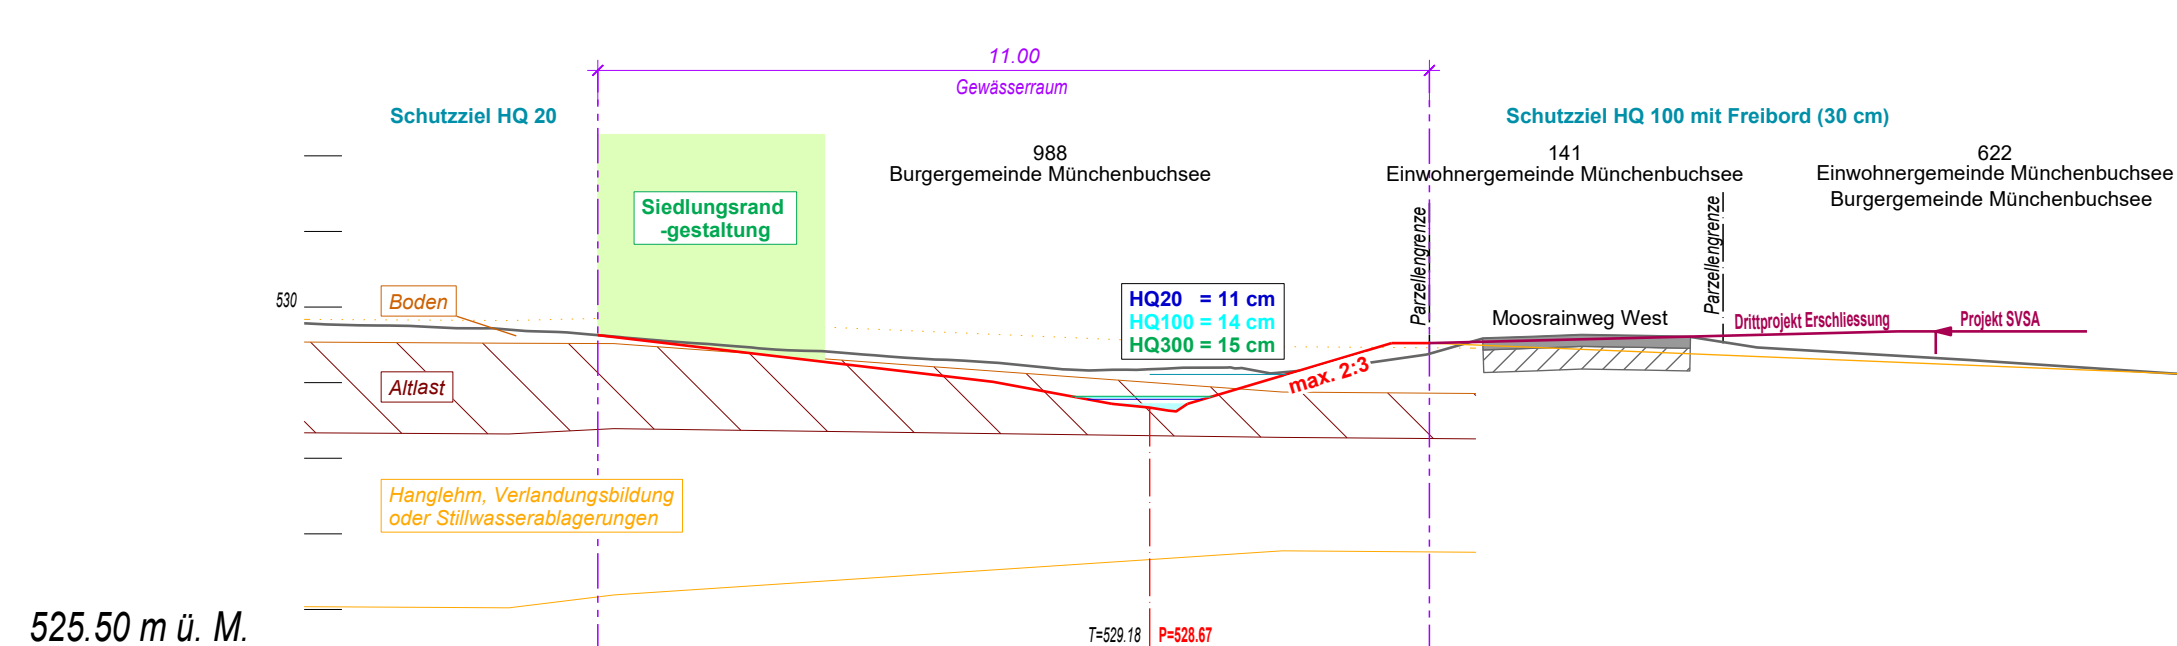 11.00
Gewässerraum
Schutzziel HQ 20
Schutzziel HQ 100 mit Freibord (30 cm)
988
Burgergemeinde Münchenbuchsee
141
Einwohnergemeinde Münchenbuchsee
622
Einwohnergemeinde Münchenbuchsee
Burgergemeinde Münchenbuchsee
Siedlungsrand
-gestaltung
Parzellengrenze
Parzellengrenze
530
Boden
HQ20 = 11 cm
HQ100 = 14 cm
HQ300 = 15 cm
Moosrainweg West
Drittprojekt Erschliessung
Projekt SVSA
max. 2:3
Altlast
Hanglehm, Verlandungsbildung
oder Stillwasserablagerungen
525.50 m ü. M.
T=529.18
P=528.67